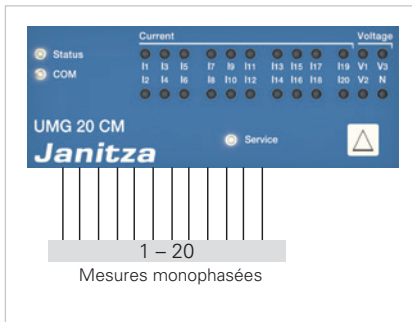 Current Voltage
Status
I1 I3 I5 I7 I9 I11 I13 I15 I17 I19 V1 V3
COM
I2 I4 I6 I8 I10 I12 I14 I16 I18 I20 V2 N
UMG 20 CM
Service
Janitza
1 – 20
Mesures monophasées